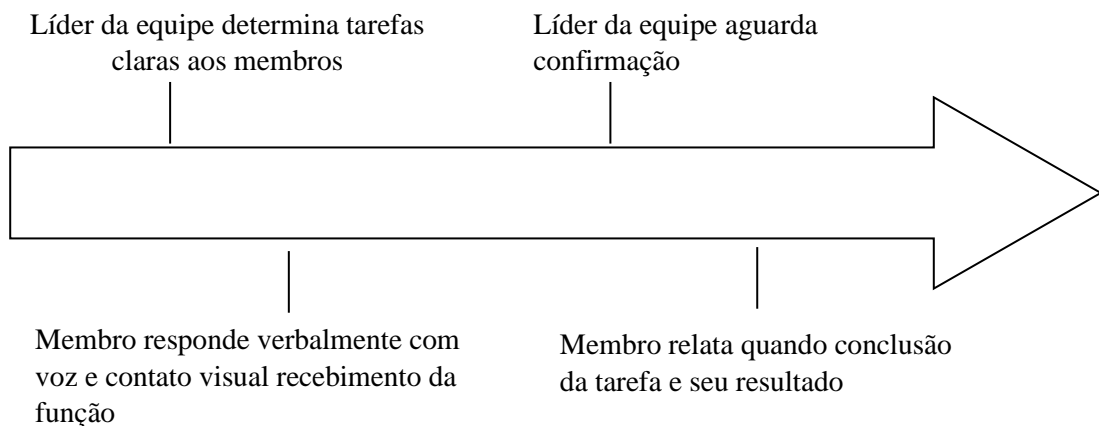 Líder da equipe determina tarefas
claras aos membros
Líder da equipe aguarda
confirmação
Membro responde verbalmente com
voz e contato visual recebimento da
função
Membro relata quando conclusão
da tarefa e seu resultado